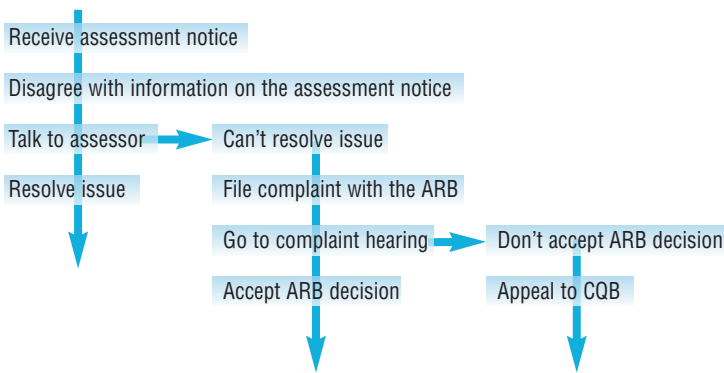 Receive assessment notice
Disagree with information on the assessment notice
Talk to assessor
Can't resolve issue
Resolve issue
File complaint with the ARB
Go to complaint hearing
Don't accept ARB decision
Accept ARB decision
Appeal to CQB